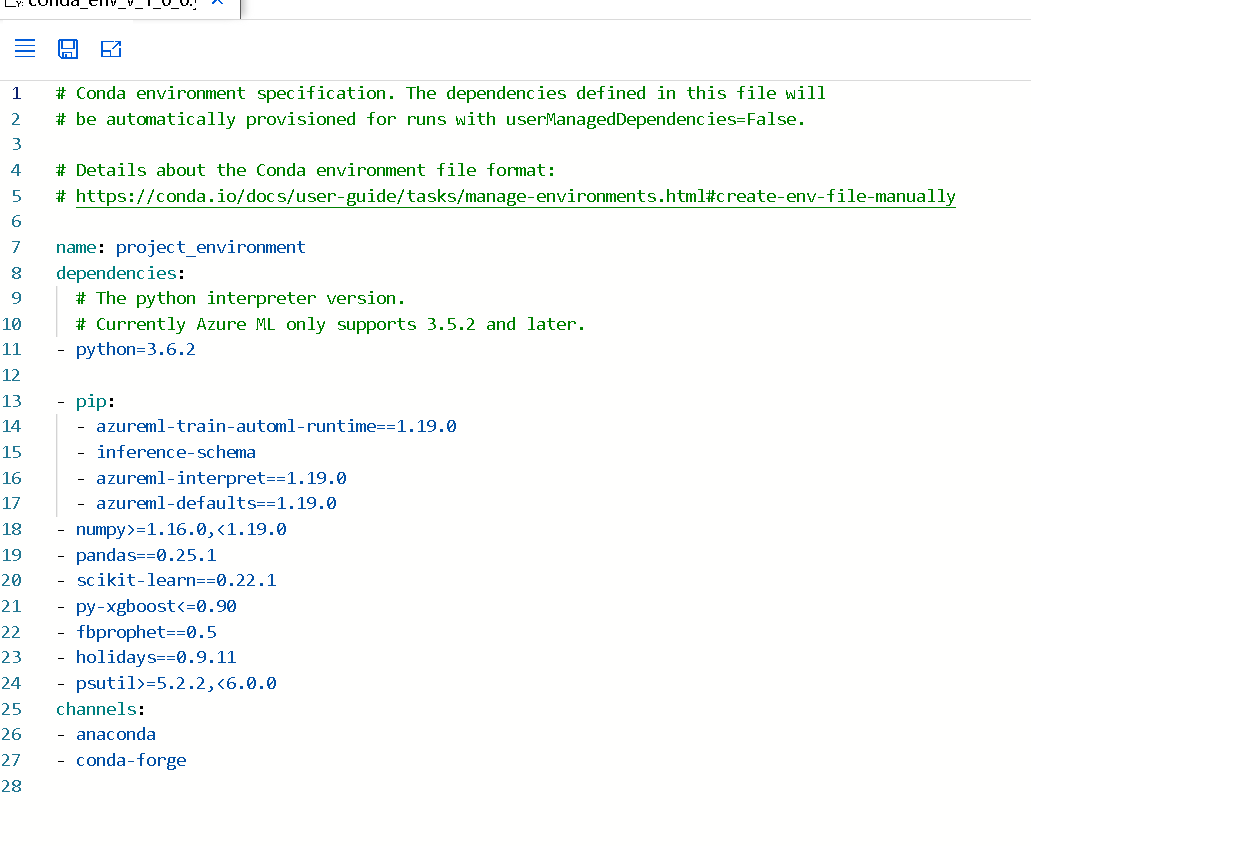 conda_env_v_1_0_0.
1 # Conda environment specification. The dependencies defined in this file will
2 # be automatically provisioned for runs with userManagedDependencies=False.
3
4 # Details about the Conda environment file format:
5 # https://conda.io/docs/user-guide/tasks/manage-environments.html#create-env-file-manually
6
7 name: project_environment
8 dependencies:
9 # The python interpreter version.
10 # Currently Azure ML only supports 3.5.2 and later.
11 - python=3.6.2
12
13 - pip:
14 - azureml-train-automl-runtime==1.19.0
15 - inference-schema
16 - azureml-interpret==1.19.0
17 - azureml-defaults==1.19.0
18 - numpy>=1.16.0,<1.19.0
19 - pandas==0.25.1
20 - scikit-learn==0.22.1
21 - py-xgboost<=0.90
22 - fbprophet==0.5
23 - holidays==0.9.11
24 - psutil>=5.2.2,<6.0.0
25 channels:
26 - anaconda
27 - conda-forge
28